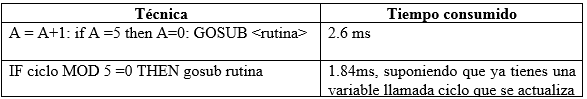 Técnica
Tiempo consumido
A = A+1: if A =5 then A=0: GOSUB <rutina>
2.6 ms
IF ciclo MOD 5 =0 THEN gosub rutina
1.84ms, suponiendo que ya tienes una
variable llamada ciclo que se actualiza